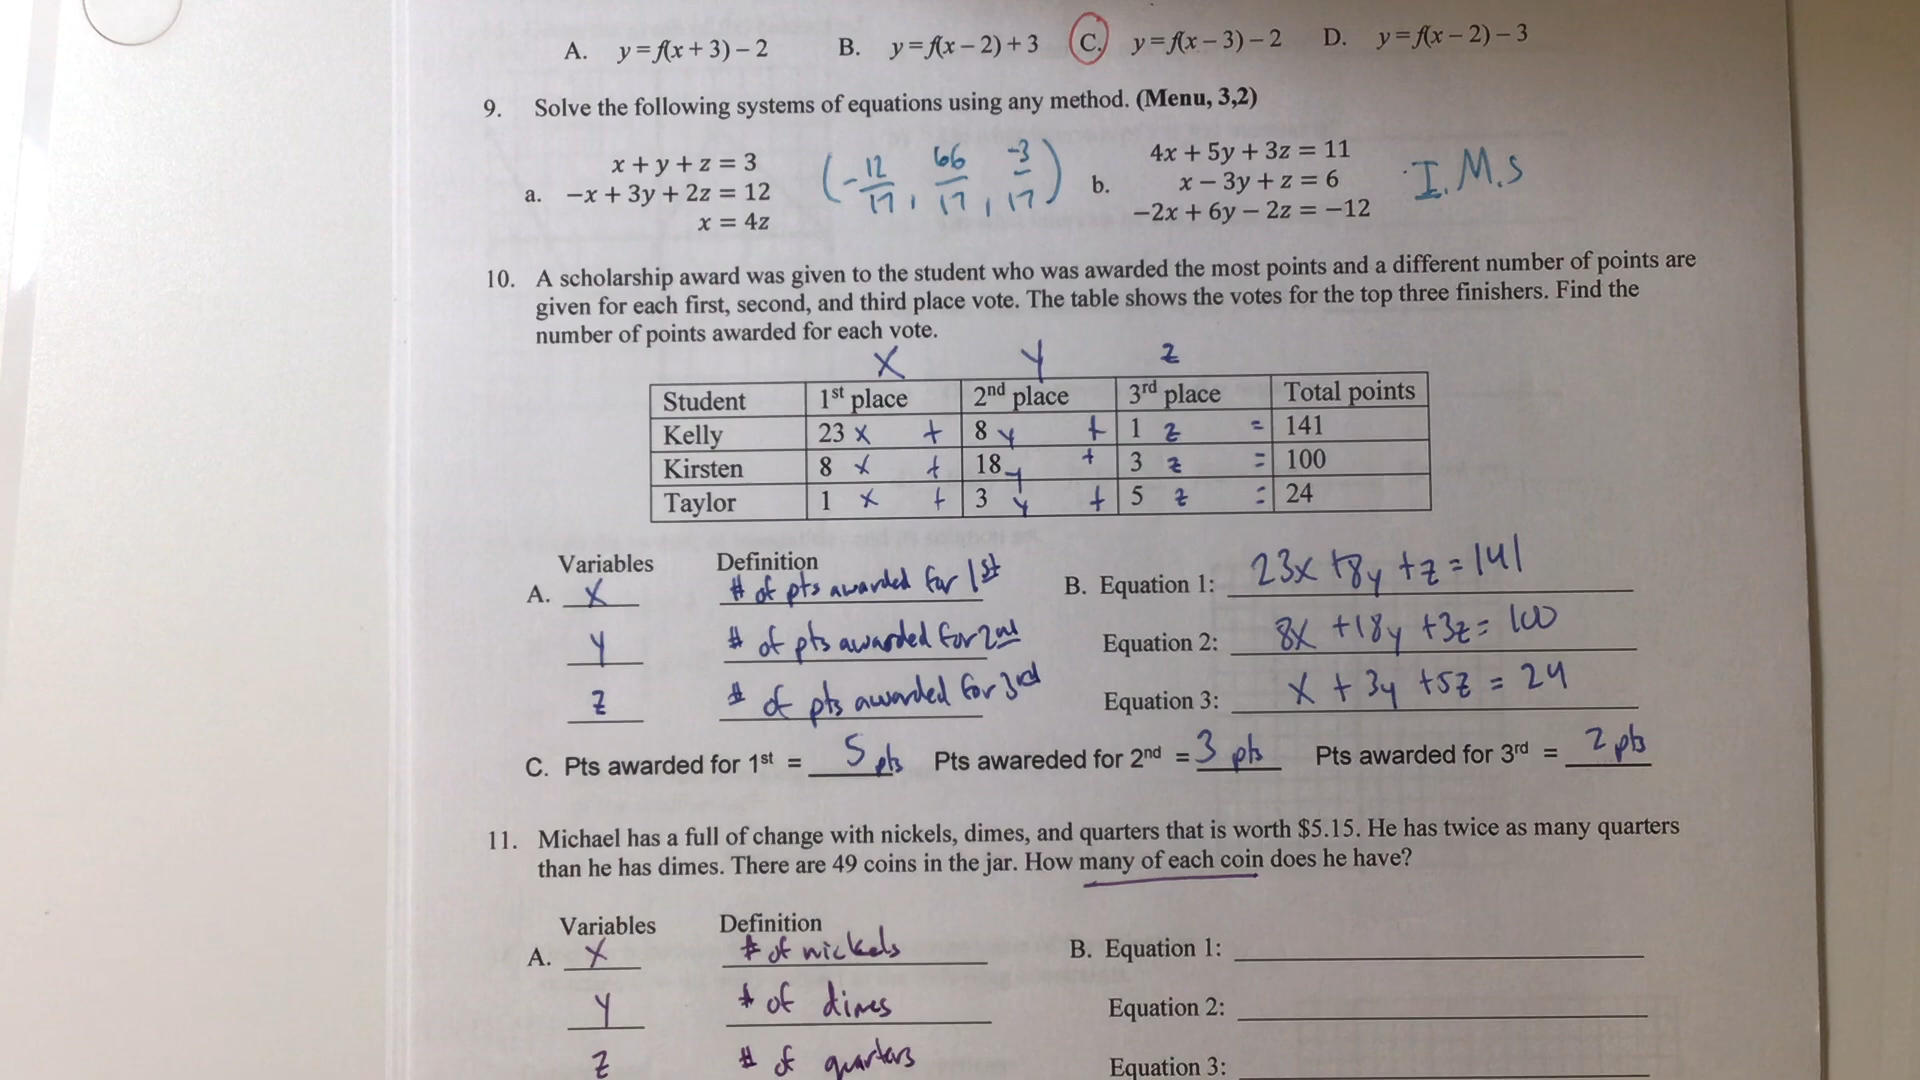 A. y = f(x + 3) – 2 B. y = f(x – 2) + 3 C. y = f(x – 3) – 2 D. y = f(x – 2) – 3
9. Solve the following systems of equations using any method. (Menu, 3,2)
a. x + y + z = 3
−x + 3y + 2z = 12
x = 4z
(-12/17, 66/17, -3/17)
b. 4x + 5y + 3z = 11
x − 3y + z = 6
−2x + 6y − 2z = −12
I.M.S
10. A scholarship award was given to the student who was awarded the most points and a different number of points are
given for each first, second, and third place vote. The table shows the votes for the top three finishers. Find the
number of points awarded for each vote.
X Y Z
Student 1st place 2nd place 3rd place Total points
Kelly 23 x + 8 y + 1 z = 141
Kirsten 8 x + 18 y + 3 z = 100
Taylor 1 x + 3 y + 5 z = 24
Variables Definition
A. X # of pts awarded for 1st
Y # of pts awarded for 2nd
Z # of pts awarded for 3rd
B. Equation 1: 23x + 8y + z = 141
Equation 2: 8x + 18y + 3z = 100
Equation 3: x + 3y + 5z = 24
C. Pts awarded for 1st = 5 pts Pts awareded for 2nd = 3 pts Pts awarded for 3rd = 2 pts
11. Michael has a full of change with nickels, dimes, and quarters that is worth $5.15. He has twice as many quarters
than he has dimes. There are 49 coins in the jar. How many of each coin does he have?
Variables Definition
A. X # of nickels
Y # of dimes
Z # of quarters
B. Equation 1:
Equation 2:
Equation 3: